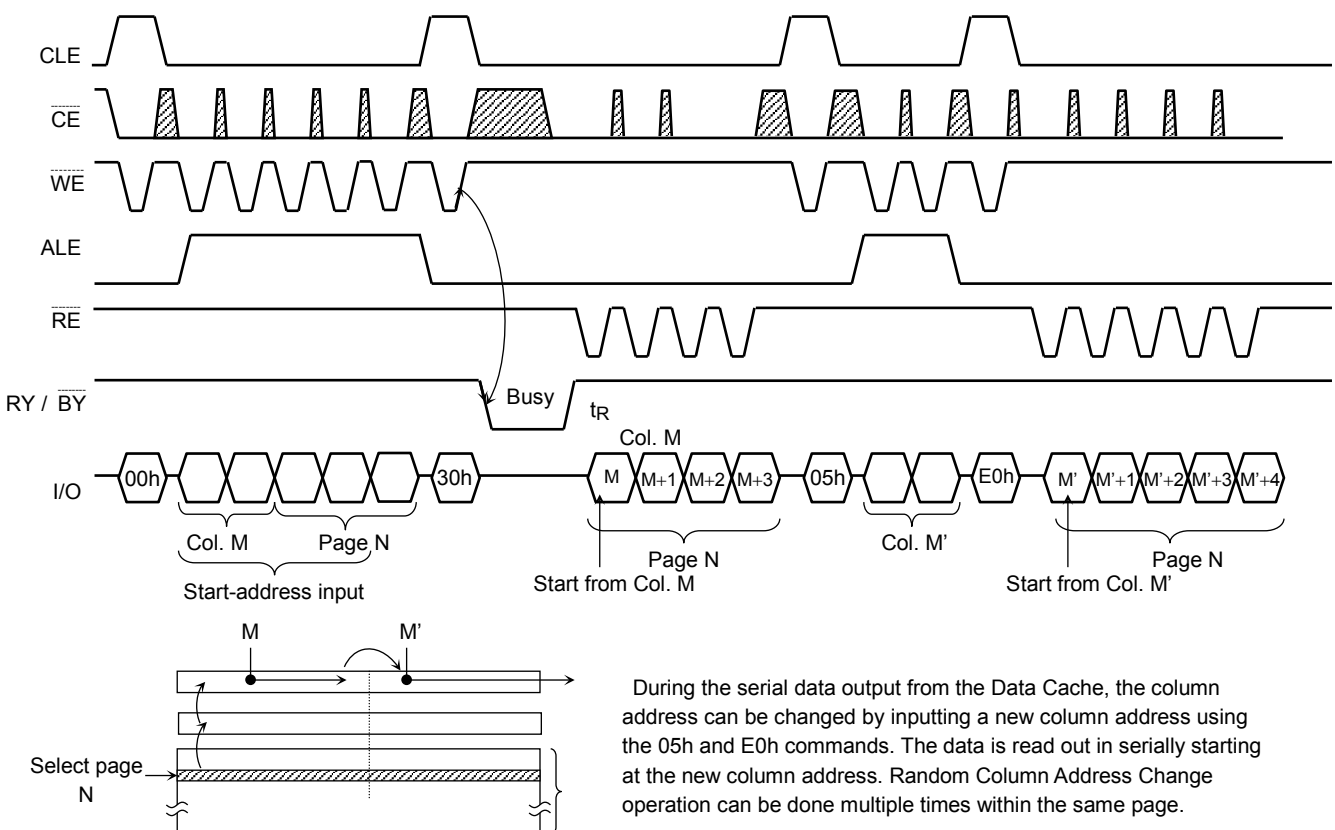 CLE
CE
WE
ALE
RE
RY / BY
Busy
tR
Col. M
I/O
00h
30h
M
M+1
M+2
M+3
05h
E0h
M'
M'+1
M'+2
M'+3
M'+4
Col. M
Page N
Page N
Col. M’
Page N
Start-address input
Start from Col. M
Start from Col. M’
M
M’
Select page
N
During the serial data output from the Data Cache, the column
address can be changed by inputting a new column address using
the 05h and E0h commands. The data is read out in serially starting
at the new column address. Random Column Address Change
operation can be done multiple times within the same page.